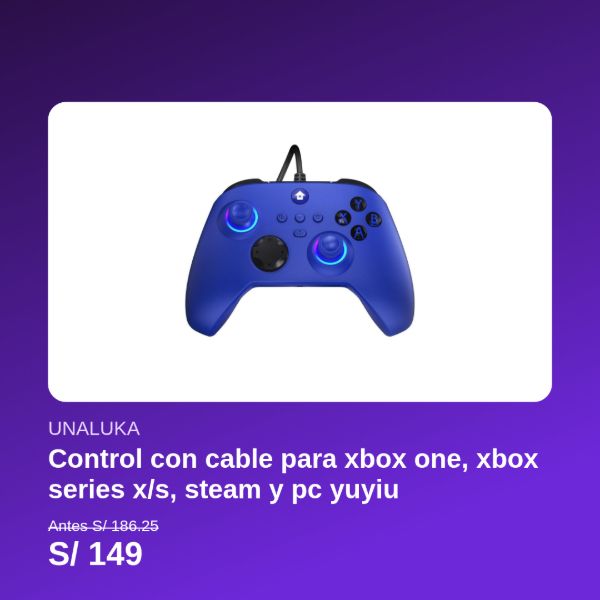 Y
X
B
A
UNALUKA
Control con cable para xbox one, xbox
series x/s, steam y pc yuyiu
Antes S/ 186.25
S/ 149